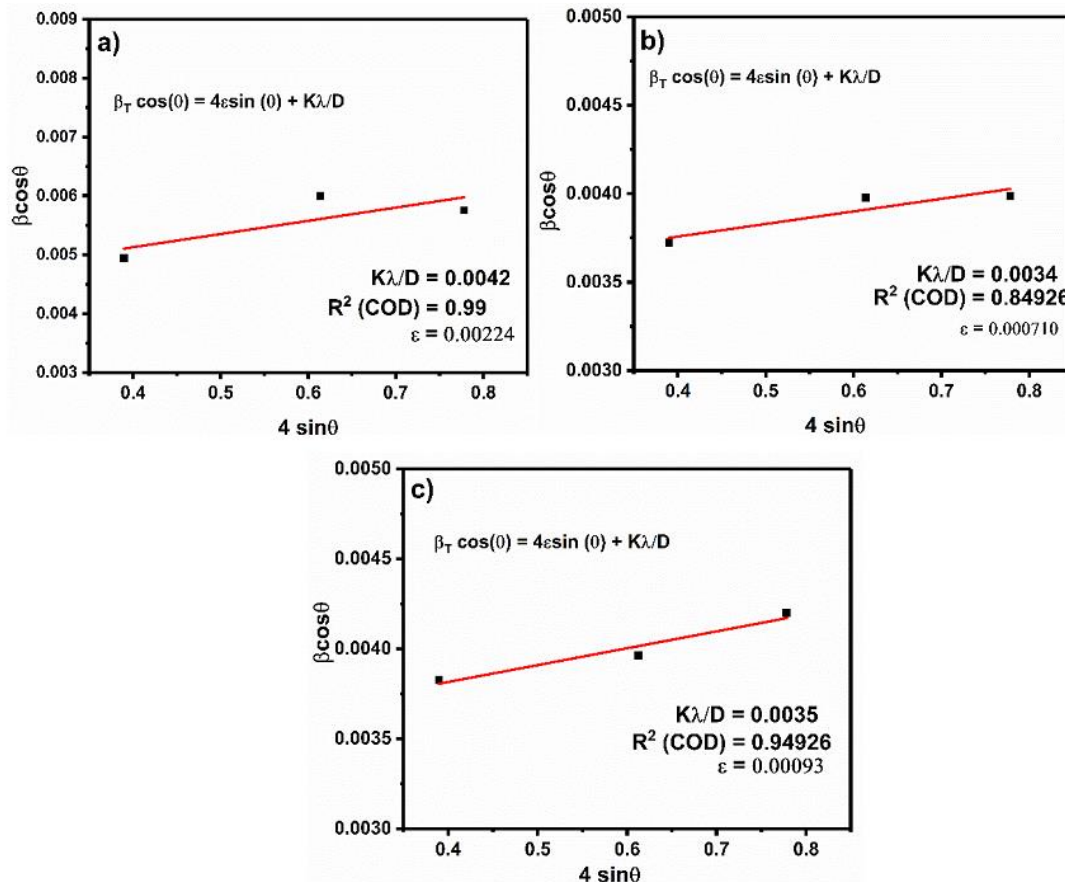 a)
β_T cos(θ) = 4εsin (θ) + Kλ/D
0.009
0.008
0.007
0.006
0.005
0.004
0.003
βcosθ
Kλ/D = 0.0042
R² (COD) = 0.99
ε = 0.00224
0.4 0.5 0.6 0.7 0.8
4 sinθ
b)
β_T cos(θ) = 4εsin (θ) + Kλ/D
0.0050
0.0045
0.0040
0.0035
0.0030
βcosθ
Kλ/D = 0.0034
R² (COD) = 0.84926
ε = 0.000710
0.4 0.5 0.6 0.7 0.8
4 sinθ
c)
β_T cos(θ) = 4εsin (θ) + Kλ/D
0.0050
0.0045
0.0040
0.0035
0.0030
βcosθ
Kλ/D = 0.0035
R² (COD) = 0.94926
ε = 0.00093
0.4 0.5 0.6 0.7 0.8
4 sinθ